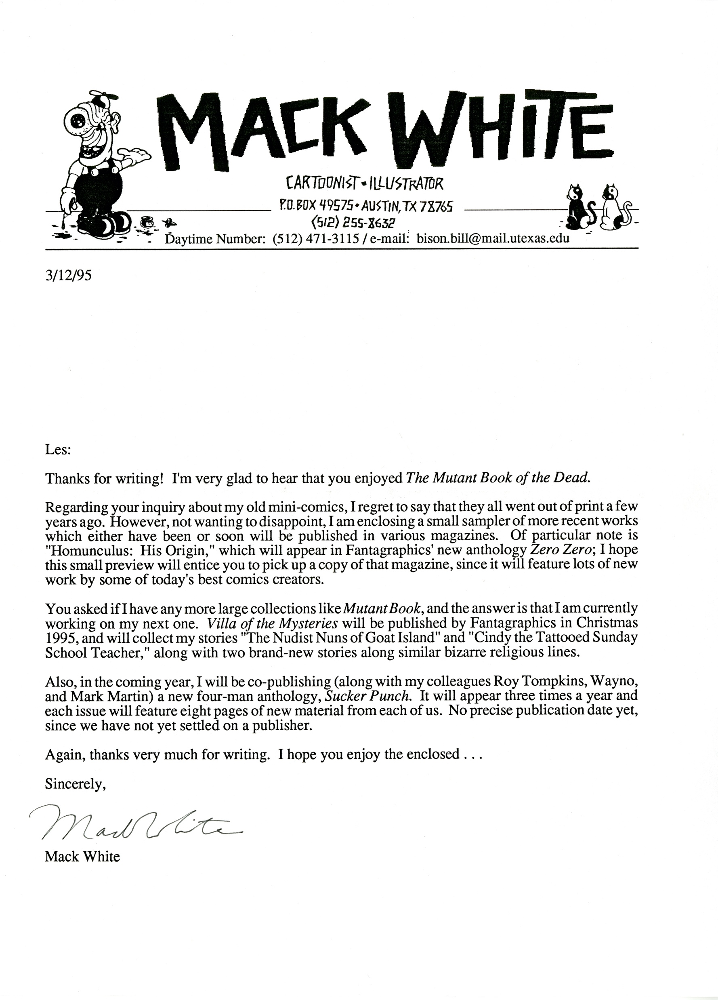 MACK WHITE
CARTOONIST • ILLUSTRATOR
P.O. BOX 49575 • AUSTIN, TX 78765
(512) 255-8632
Daytime Number: (512) 471-3115 / e-mail: bison.bill@mail.utexas.edu
3/12/95
Les:
Thanks for writing! I'm very glad to hear that you enjoyed The Mutant Book of the Dead.
Regarding your inquiry about my old mini-comics, I regret to say that they all went out of print a few
years ago. However, not wanting to disappoint, I am enclosing a small sampler of more recent works
which either have been or soon will be published in various magazines. Of particular note is
"Homunculus: His Origin," which will appear in Fantagraphics' new anthology Zero Zero; I hope
this small preview will entice you to pick up a copy of that magazine, since it will feature lots of new
work by some of today's best comics creators.
You asked if I have any more large collections like Mutant Book, and the answer is that I am currently
working on my next one. Villa of the Mysteries will be published by Fantagraphics in Christmas
1995, and will collect my stories "The Nudist Nuns of Goat Island" and "Cindy the Tattooed Sunday
School Teacher," along with two brand-new stories along similar bizarre religious lines.
Also, in the coming year, I will be co-publishing (along with my colleagues Roy Tompkins, Wayno,
and Mark Martin) a new four-man anthology, Sucker Punch. It will appear three times a year and
each issue will feature eight pages of new material from each of us. No precise publication date yet,
since we have not yet settled on a publisher.
Again, thanks very much for writing. I hope you enjoy the enclosed . . .
Sincerely,
Mack White
Mack White